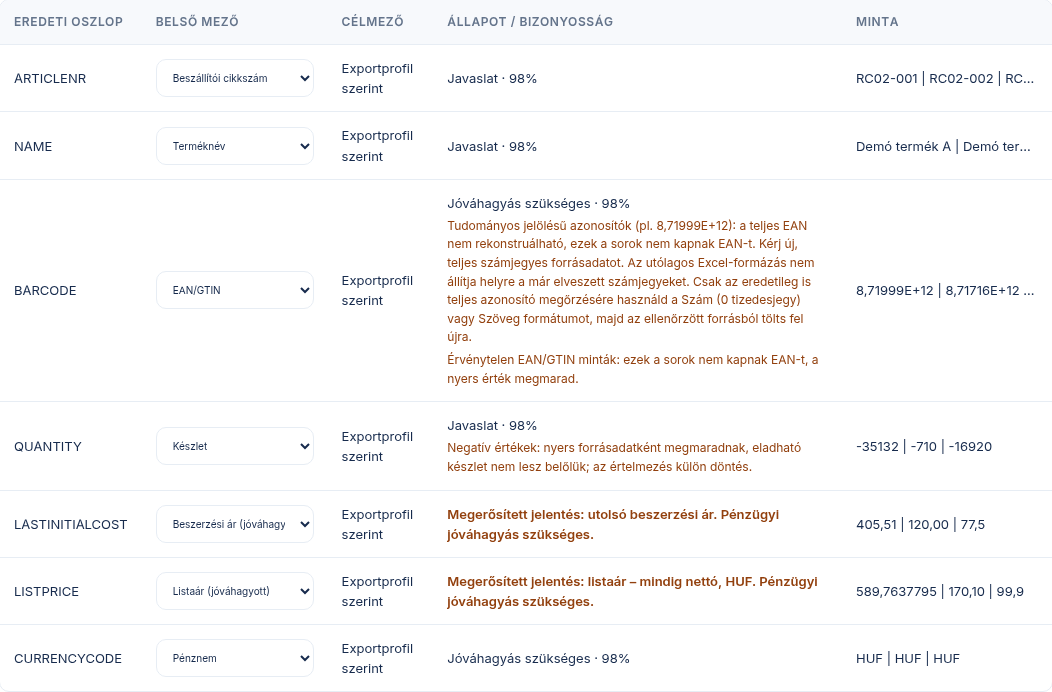 EREDETI OSZLOP BELSŐ MEZŐ CÉLMEZŐ ÁLLAPOT / BIZONYOSSÁG MINTA
ARTICLENR Beszállítói cikkszám Exportprofil szerint Javaslat · 98% RC02-001 | RC02-002 | RC...
NAME Terméknév Exportprofil szerint Javaslat · 98% Demó termék A | Demó ter...
BARCODE EAN/GTIN Exportprofil szerint Jóváhagyás szükséges · 98%
Tudományos jelölésű azonosítók (pl. 8,71999E+12): a teljes EAN
nem rekonstruálható, ezek a sorok nem kapnak EAN-t. Kérj új,
teljes számjegyes forrásadatot. Az utólagos Excel-formázás nem
állítja helyre a már elveszett számjegyeket. Csak az eredetileg is
teljes azonosító megőrzésére használd a Szám (0 tizedesjegy)
vagy Szöveg formátumot, majd az ellenőrzött forrásból tölts fel
újra.
Érvénytelen EAN/GTIN minták: ezek a sorok nem kapnak EAN-t, a
nyers érték megmarad.
8,71999E+12 | 8,71716E+12 ...
QUANTITY Készlet Exportprofil szerint Javaslat · 98%
Negatív értékek: nyers forrásadatként megmaradnak, eladható
készlet nem lesz belőlük; az értelmezés külön döntés.
-35132 | -710 | -16920
LASTINITIALCOST Beszerzési ár (jóváhagy Exportprofil szerint
Megerősített jelentés: utolsó beszerzési ár. Pénzügyi
jóváhagyás szükséges.
405,51 | 120,00 | 77,5
LISTPRICE Listaár (jóváhagyott) Exportprofil szerint
Megerősített jelentés: listaár – mindig nettó, HUF. Pénzügyi
jóváhagyás szükséges.
589,7637795 | 170,10 | 99,9
CURRENCYCODE Pénznem Exportprofil szerint Jóváhagyás szükséges · 98% HUF | HUF | HUF